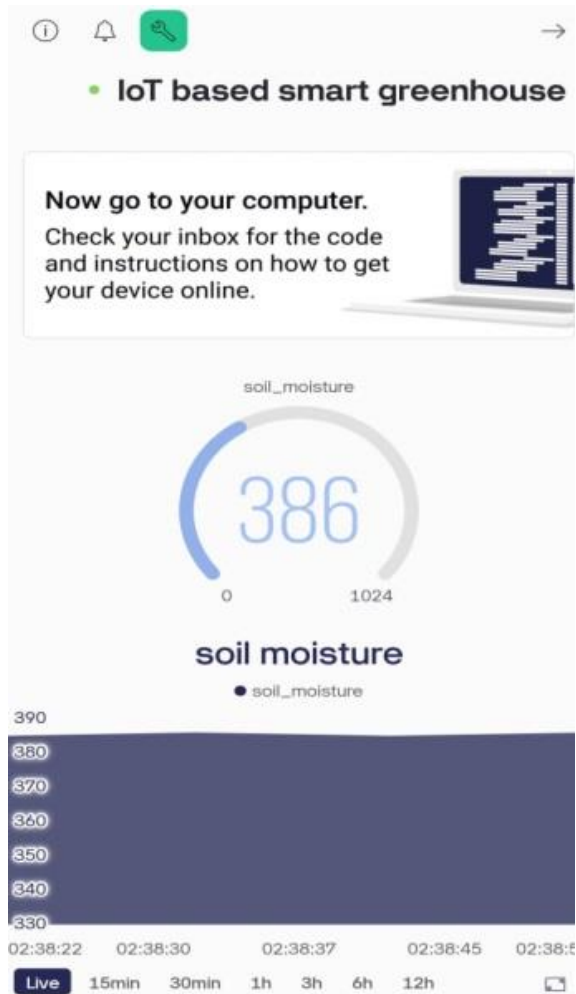 IoT based smart greenhouse
Now go to your computer.
Check your inbox for the code
and instructions on how to get
your device online.
soil_moisture
386
0 1024
soil moisture
soil_moisture
390
380
370
360
350
340
330
02:38:22 02:38:30 02:38:37 02:38:45 02:38:5
Live 15min 30min 1h 3h 6h 12h